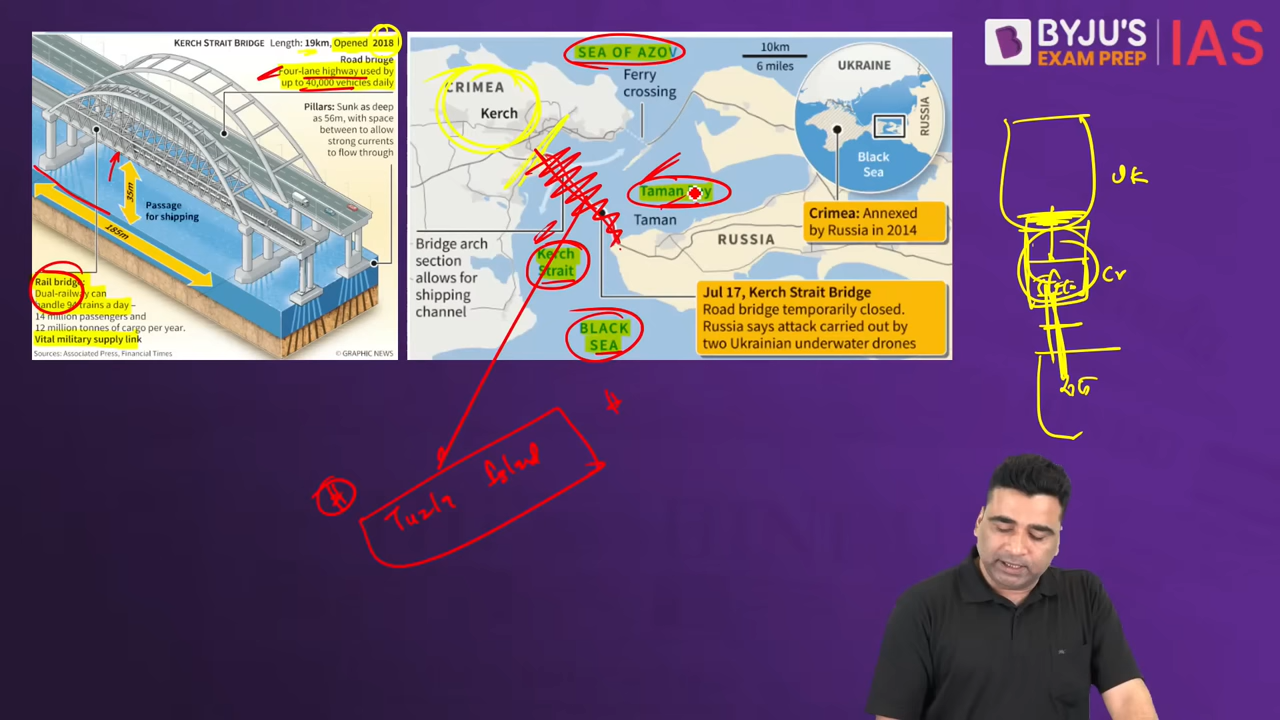 KERCH STRAIT BRIDGE Length: 19km, Opened 2018
Road bridge
Four-lane highway used by
up to 40,000 vehicles daily
Pillars: Sunk as deep
as 56m, with space
between to allow
strong currents
to flow through
35m
Passage
for shipping
185m
Rail bridge:
Dual-railway can
handle 94 trains a day –
14 million passengers and
12 million tonnes of cargo per year.
Vital military supply link
Sources: Associated Press, Financial Times
© GRAPHIC NEWS
SEA OF AZOV
10km
6 miles
Ferry
crossing
CRIMEA
Kerch
UKRAINE
RUSSIA
Black
Sea
Taman
Taman
RUSSIA
Crimea: Annexed
by Russia in 2014
Bridge arch
section
allows for
shipping
channel
Kerch
Strait
BLACK
SEA
Jul 17, Kerch Strait Bridge
Road bridge temporarily closed.
Russia says attack carried out by
two Ukrainian underwater drones
BYJU'S
EXAM PREP
IAS
UK
Cr
Tuzla Island